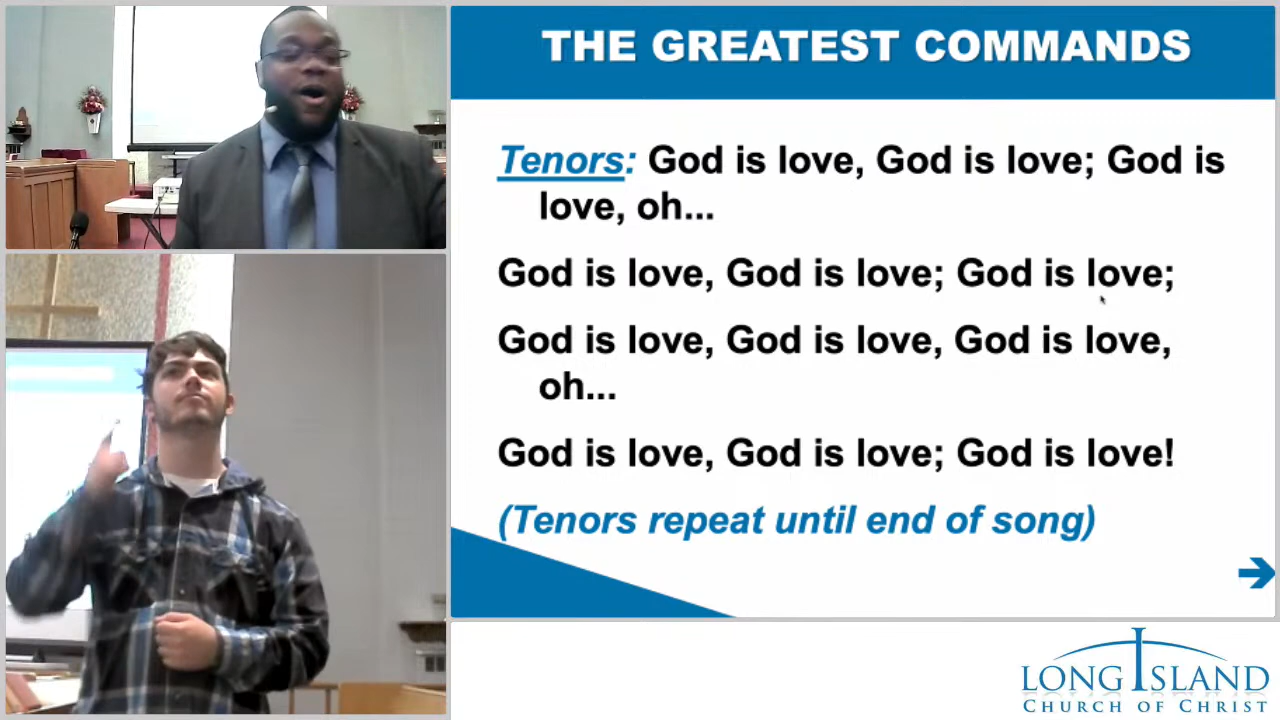 THE GREATEST COMMANDS
Tenors: God is love, God is love; God is
love, oh...
God is love, God is love; God is love;
God is love, God is love, God is love,
oh...
God is love, God is love; God is love!
(Tenors repeat until end of song)
LONG ISLAND
CHURCH OF CHRIST